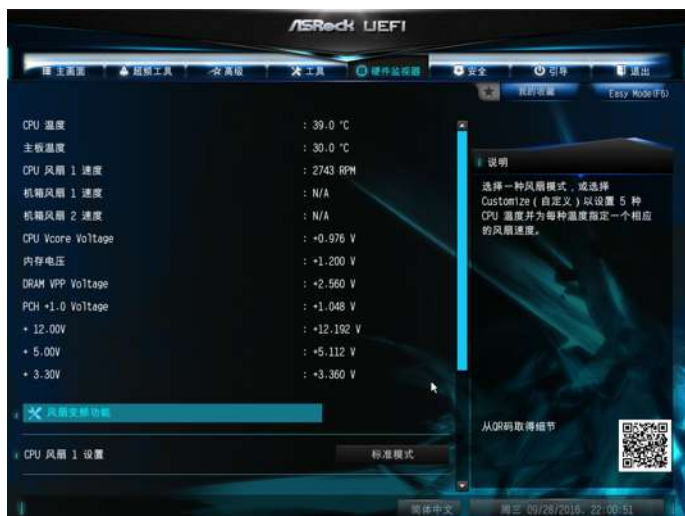 ASRock UEFI
主画面 超频工具 高级 工具 硬件监视器 安全 引导 退出
我的收藏 Easy Mode(F6)
CPU 温度 : 39.0 °C
主板温度 : 30.0 °C
CPU 风扇 1 速度 : 2743 RPM
机箱风扇 1 速度 : N/A
机箱风扇 2 速度 : N/A
CPU Vcore Voltage : +0.976 V
内存电压 : +1.200 V
DRAM VPP Voltage : +2.560 V
PCH +1.0 Voltage : +1.048 V
+ 12.00V : +12.192 V
+ 5.00V : +5.112 V
+ 3.30V : +3.360 V
风扇变频功能
CPU 风扇 1 设置 标准模式
说明
选择一种风扇模式，或选择
Customize ( 自定义 ) 以设置 5 种
CPU 温度并为每种温度指定一个相应
的风扇速度。
从QR码取得细节
简体中文 周三 09/28/2016. 22:00:51